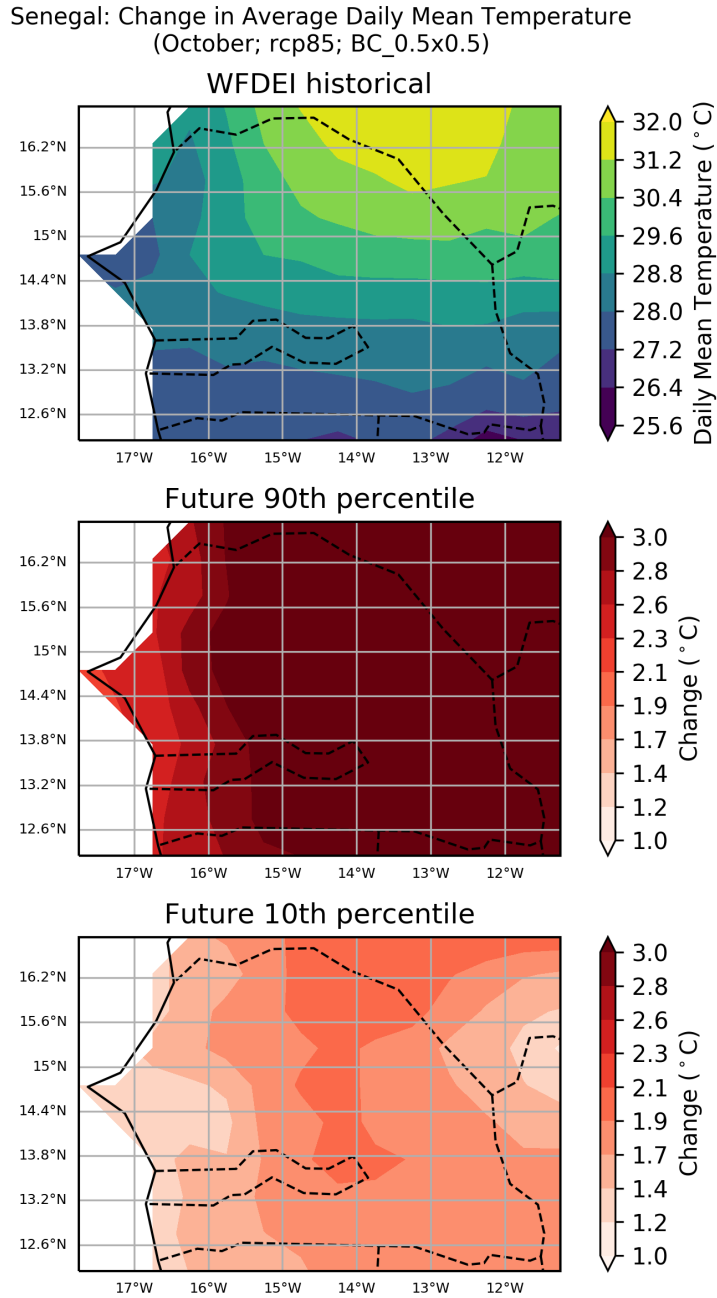 Senegal: Change in Average Daily Mean Temperature
(October; rcp85; BC_0.5x0.5)
WFDEI historical
16.2°N
15.6°N
15°N
14.4°N
13.8°N
13.2°N
12.6°N
17°W 16°W 15°W 14°W 13°W 12°W
32.0
31.2
30.4
29.6
28.8
28.0
27.2
26.4
25.6
Daily Mean Temperature (°C)
Future 90th percentile
16.2°N
15.6°N
15°N
14.4°N
13.8°N
13.2°N
12.6°N
17°W 16°W 15°W 14°W 13°W 12°W
3.0
2.8
2.6
2.3
2.1
1.9
1.7
1.4
1.2
1.0
Change (°C)
Future 10th percentile
16.2°N
15.6°N
15°N
14.4°N
13.8°N
13.2°N
12.6°N
17°W 16°W 15°W 14°W 13°W 12°W
3.0
2.8
2.6
2.3
2.1
1.9
1.7
1.4
1.2
1.0
Change (°C)